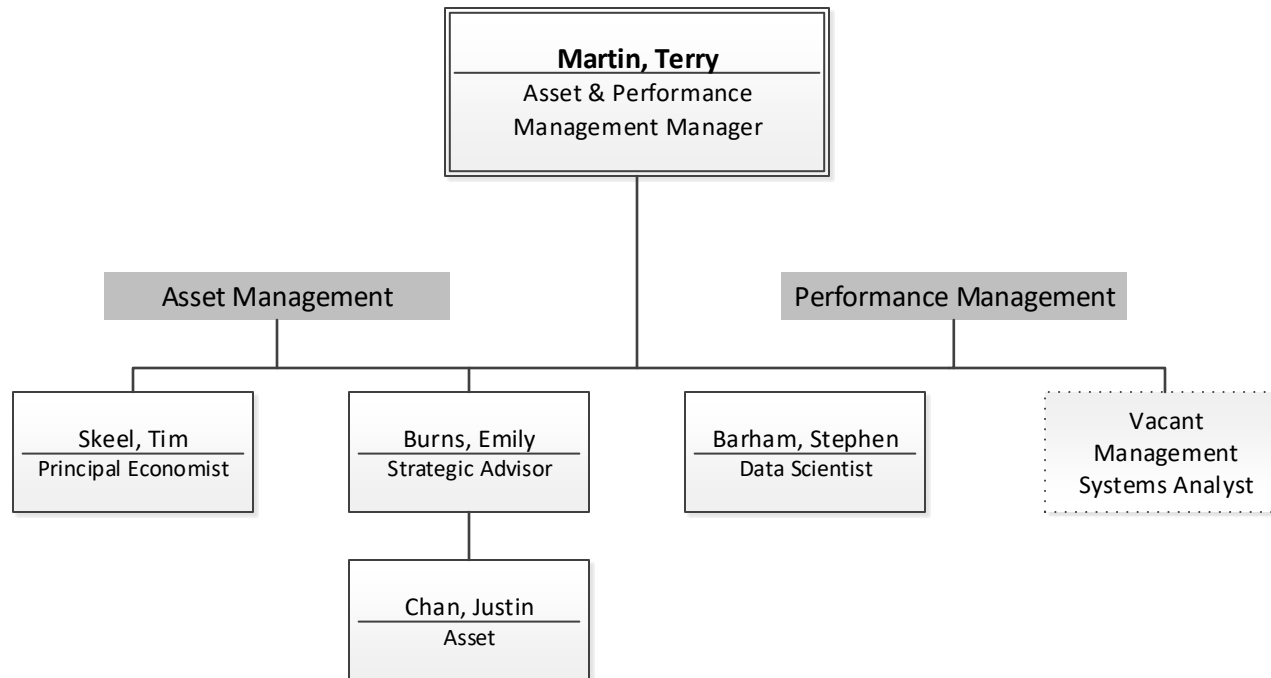 Martin, Terry
Asset & Performance
Management Manager
Asset Management
Performance Management
Skeel, Tim
Principal Economist
Burns, Emily
Strategic Advisor
Barham, Stephen
Data Scientist
Vacant
Management
Systems Analyst
Chan, Justin
Asset